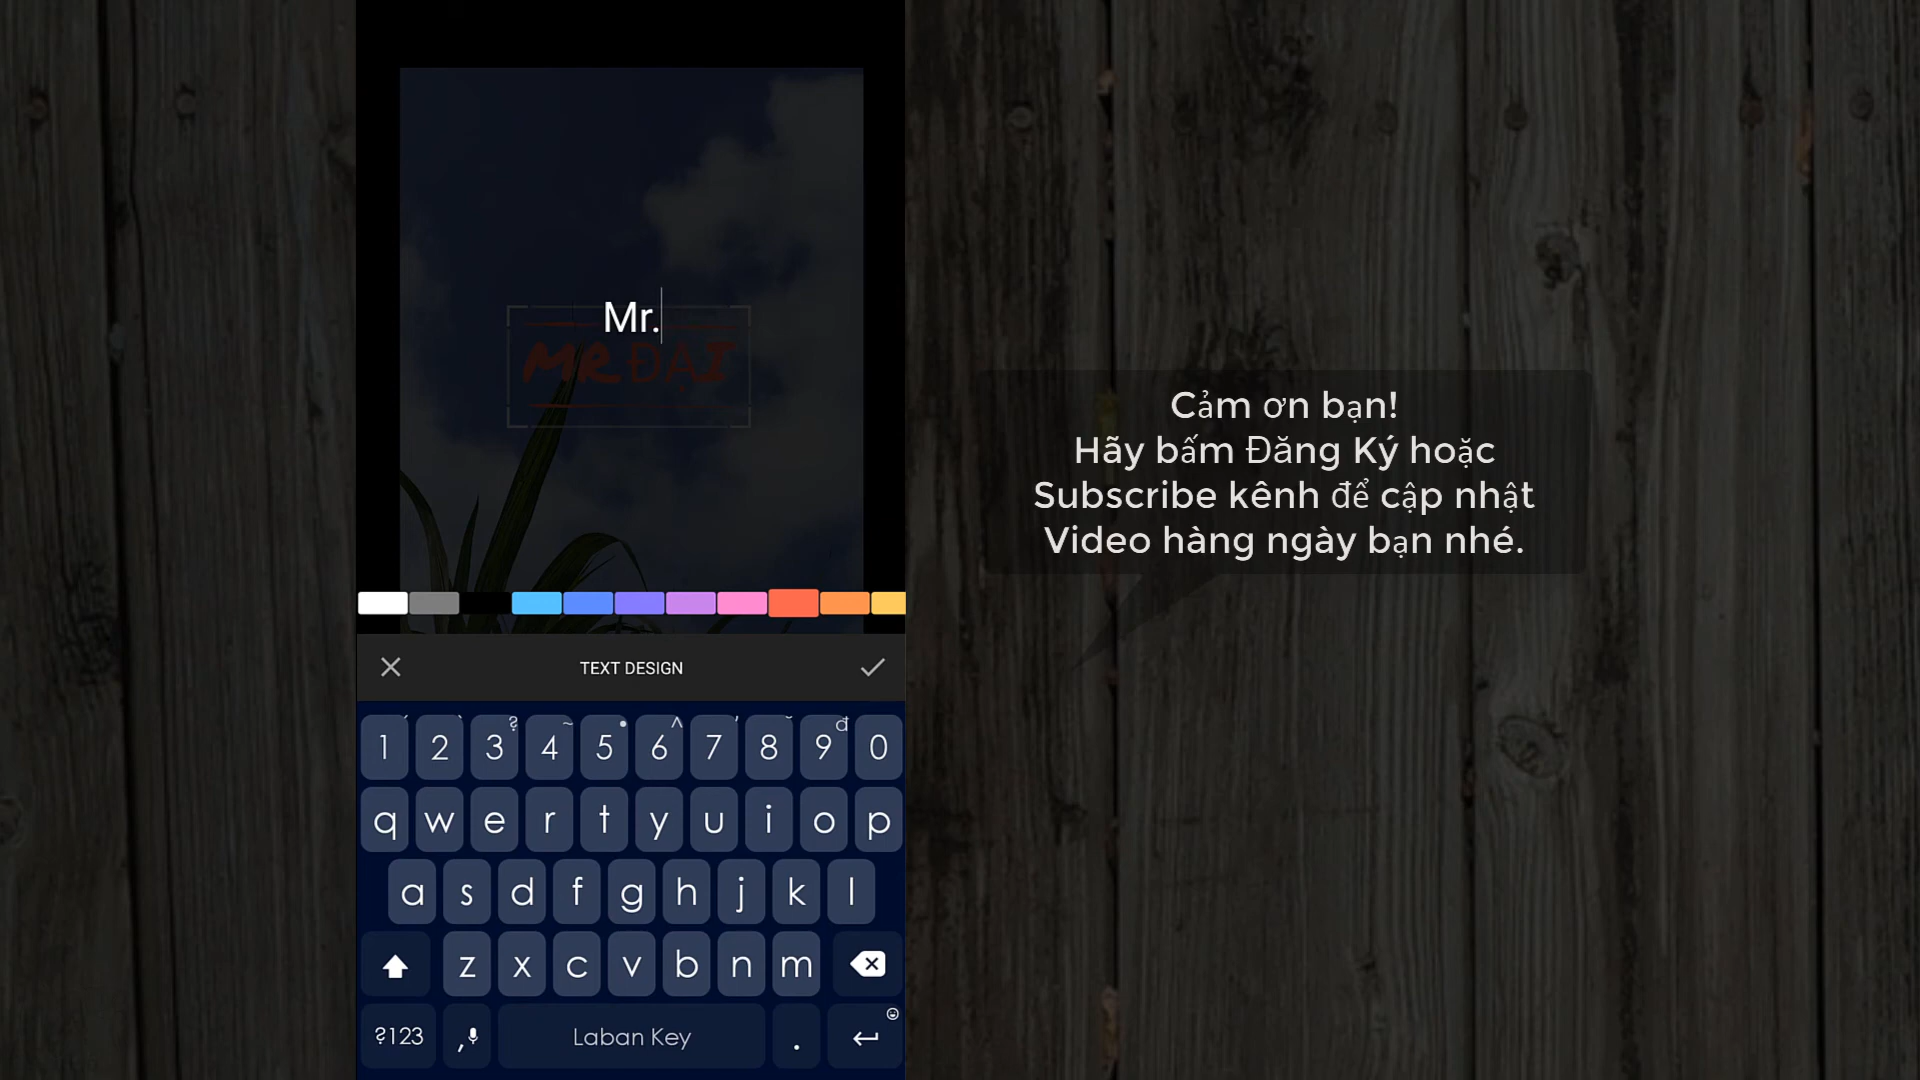 Mr.
MR ĐẠI
Cảm ơn bạn!
Hãy bấm Đăng Ký hoặc
Subscribe kênh để cập nhật
Video hàng ngày bạn nhé.
TEXT DESIGN
1 2 3 ? 4 ~ 5 • 6 ^ 7 8 9 đ 0
q w e r t y u i o p
a s d f g h j k l
z x c v b n m
?123 , Laban Key .